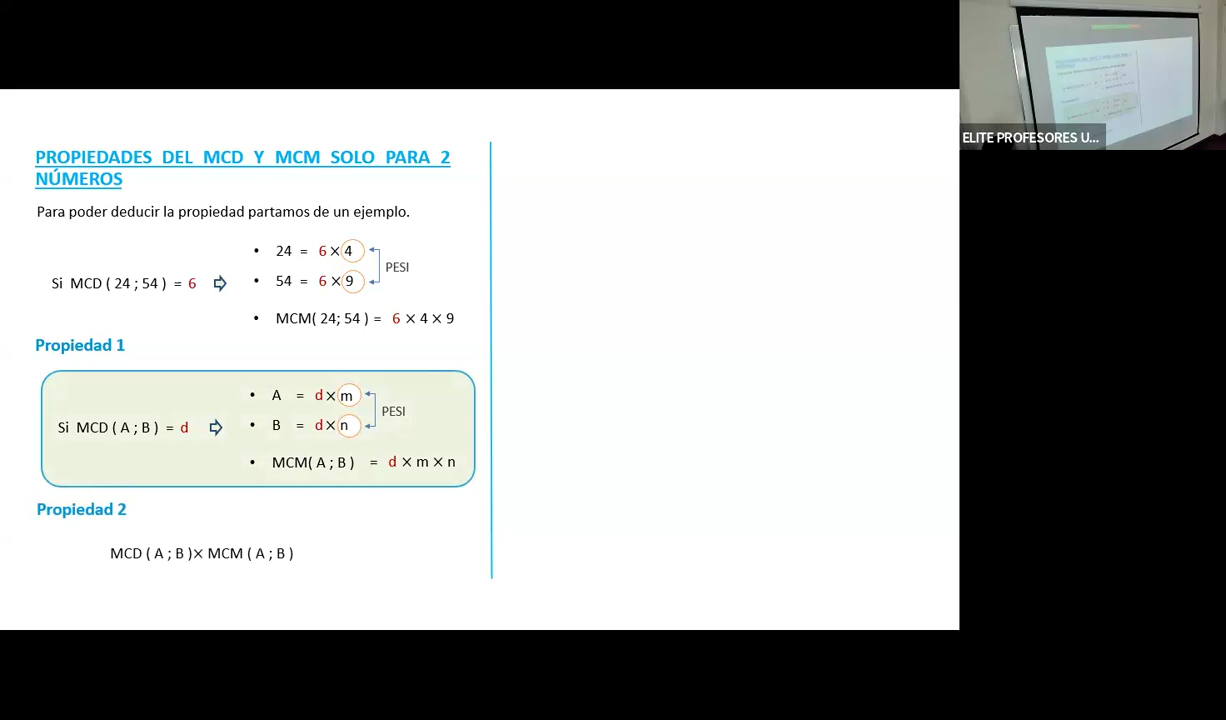 PROPIEDADES DEL MCD Y MCM SOLO PARA 2
NÚMEROS
Para poder deducir la propiedad partamos de un ejemplo.
Si MCD ( 24 ; 54 ) = 6
• 24 = 6 × 4
• 54 = 6 × 9
PESI
• MCM( 24; 54 ) = 6 × 4 × 9
Propiedad 1
Si MCD ( A ; B ) = d
• A = d × m
• B = d × n
PESI
• MCM( A ; B ) = d × m × n
Propiedad 2
MCD ( A ; B )× MCM ( A ; B )
ELITE PROFESORES U...